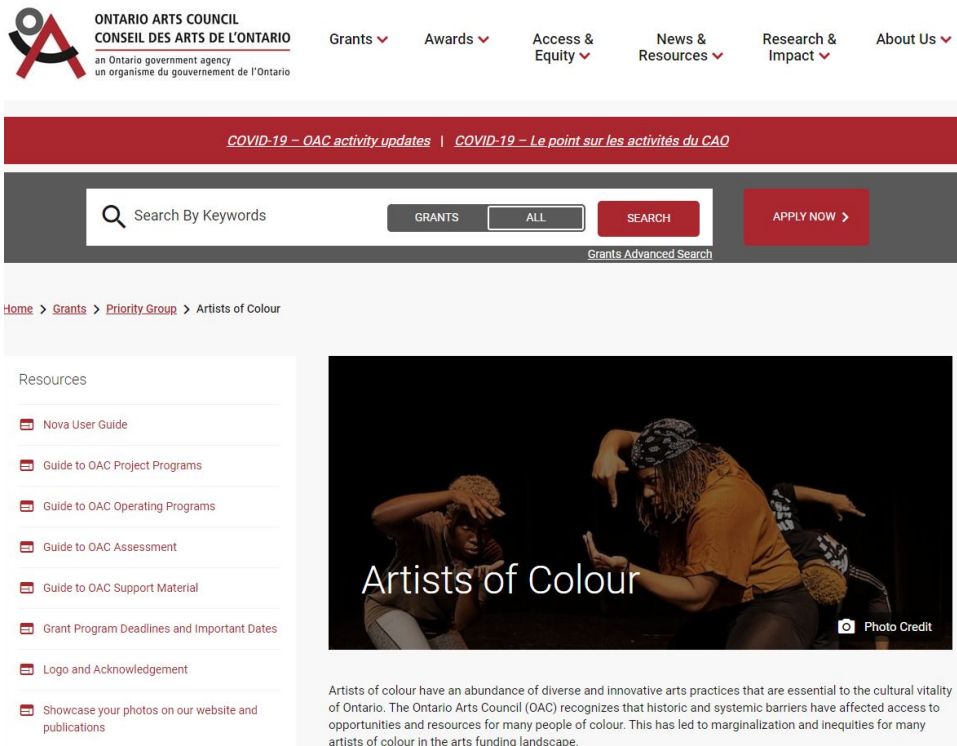 ONTARIO ARTS COUNCIL
CONSEIL DES ARTS DE L'ONTARIO
an Ontario government agency
un organisme du gouvernement de l'Ontario
Grants
Awards
Access &
Equity
News &
Resources
Research &
Impact
About Us
COVID-19 – OAC activity updates | COVID-19 – Le point sur les activités du CAO
Search By Keywords
GRANTS
ALL
SEARCH
APPLY NOW
Grants Advanced Search
Home > Grants > Priority Group > Artists of Colour
Resources
Nova User Guide
Guide to OAC Project Programs
Guide to OAC Operating Programs
Guide to OAC Assessment
Guide to OAC Support Material
Grant Program Deadlines and Important Dates
Logo and Acknowledgement
Showcase your photos on our website and
publications
Artists of Colour
Photo Credit
Artists of colour have an abundance of diverse and innovative arts practices that are essential to the cultural vitality
of Ontario. The Ontario Arts Council (OAC) recognizes that historic and systemic barriers have affected access to
opportunities and resources for many people of colour. This has led to marginalization and inequities for many
artists of colour in the arts funding landscape.